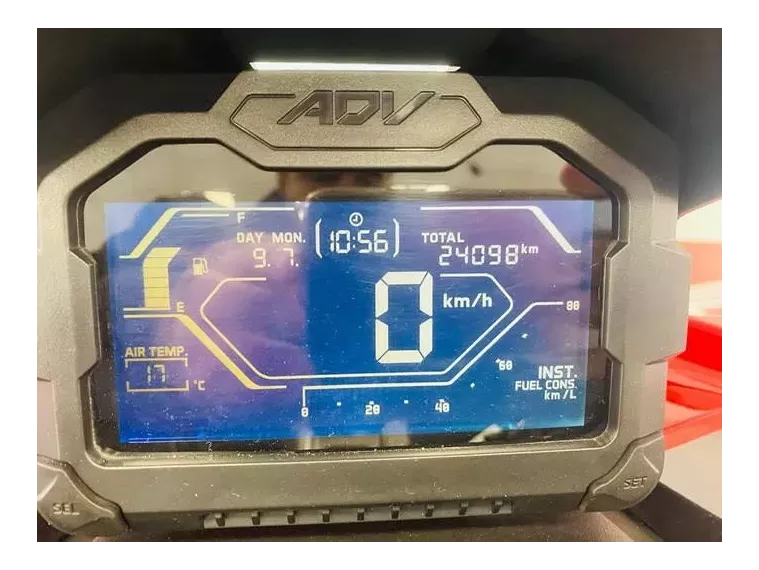 ADV
F
DAY MON.
10:56
TOTAL
9. 7.
24098 km
0 km/h
E
80
AIR TEMP.
17 °C
60
INST.
FUEL CONS.
km/L
0 20 40
SEL
SET